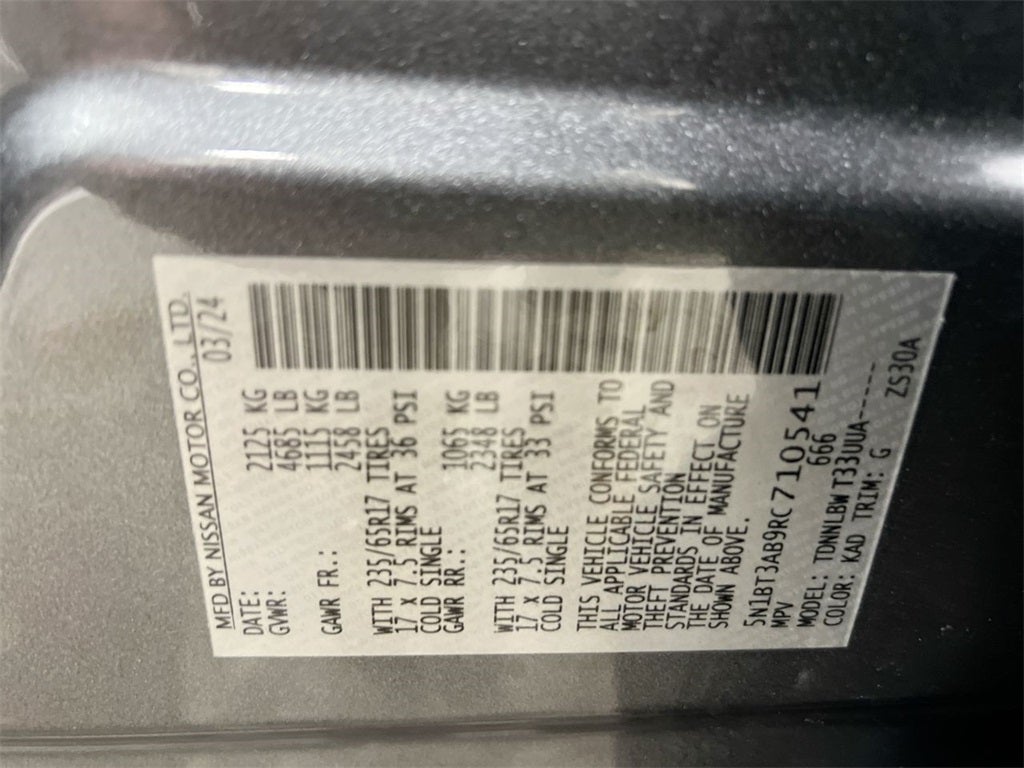 MFD BY NISSAN MOTOR CO., LTD.
DATE: 03/24
GVWR: 2125 KG
4685 LB
GAWR FR.: 1115 KG
2458 LB
WITH 235/65R17 TIRES
17 x 7.5 RIMS AT 36 PSI
COLD SINGLE
GAWR RR.: 1065 KG
2348 LB
WITH 235/65R17 TIRES
17 x 7.5 RIMS AT 33 PSI
COLD SINGLE
THIS VEHICLE CONFORMS TO
ALL APPLICABLE FEDERAL
MOTOR VEHICLE SAFETY AND
THEFT PREVENTION
STANDARDS IN EFFECT ON
THE DATE OF MANUFACTURE
SHOWN ABOVE.
5N1BT3AB9RC710541
MPV 666
MODEL: TDNNLBW T33UUA------
COLOR: KAD TRIM: G ZS30A